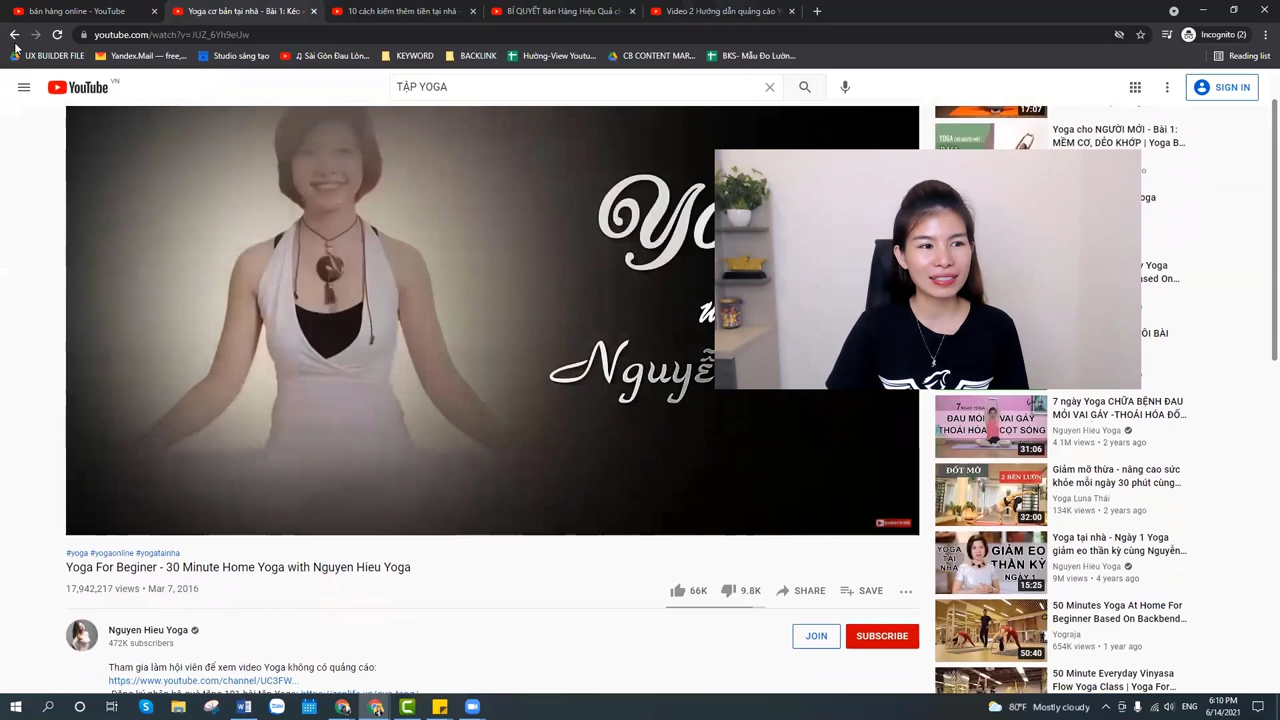 bán hàng online - YouTube
Yoga cơ bản tại nhà - Bài 1: Kéo
10 cách kiếm thêm tiền tại nhà -
BÍ QUYẾT Bán Hàng Hiệu Quả ch
Video 2 Hướng dẫn quảng cáo Y
youtube.com/watch?v=JUZ_6Yh9eUw
Incognito (2)
UX BUILDER FOR
Yandex.Mail — free,...
Studio sáng tạo
♫ Sài Gòn Đau Lòn...
KEYWORD
BACKLINK
Hướng-View Youtu...
CB CONTENT MAR...
BKS- Mẫu Đo Lườn...
Reading list
YouTube VN
TẬP YOGA
SIGN IN
17:07
Yoga cho NGƯỜI MỚI - Bài 1:
MỀM CƠ, DẺO KHỚP | Yoga B...
Nguyễ
SUBSCRIBE
7 ngày Yoga CHỮA BỆNH ĐAU
MỎI VAI GÁY -THOÁI HÓA ĐỐ...
Nguyen Hieu Yoga
4.1M views • 2 years ago
ĐAU MỎI VAI GÁY
THOÁI HÓA CỘT SỐNG
31:06
Giảm mỡ thừa - nâng cao sức
khỏe mỗi ngày 30 phút cùng...
Yoga Luna Thái
134K views • 2 years ago
ĐỐT MỠ
2 BÊN LƯỜN
32:00
Yoga tại nhà - Ngày 1 Yoga
giảm eo thần kỳ cùng Nguyễn...
Nguyen Hieu Yoga
9M views • 4 years ago
YOGA
TẠI
NHÀ
GIẢM EO
THẦN KỲ
NGÀY 1
15:25
50 Minutes Yoga At Home For
Beginner Based On Backbend...
Yograja
654K views • 1 year ago
50:40
50 Minute Everyday Vinyasa
Flow Yoga Class | Yoga For...
#yoga #yogaonline #yogatainha
Yoga For Beginer - 30 Minute Home Yoga with Nguyen Hieu Yoga
17,942,217 views • Mar 7, 2016
66K
9.8K
SHARE
SAVE
Nguyen Hieu Yoga
472K subscribers
JOIN
SUBSCRIBE
Tham gia làm hội viên để xem video Yoga không có quảng cáo:
https://www.youtube.com/channel/UC3FW...
80°F Mostly cloudy
6:10 PM
6/14/2021